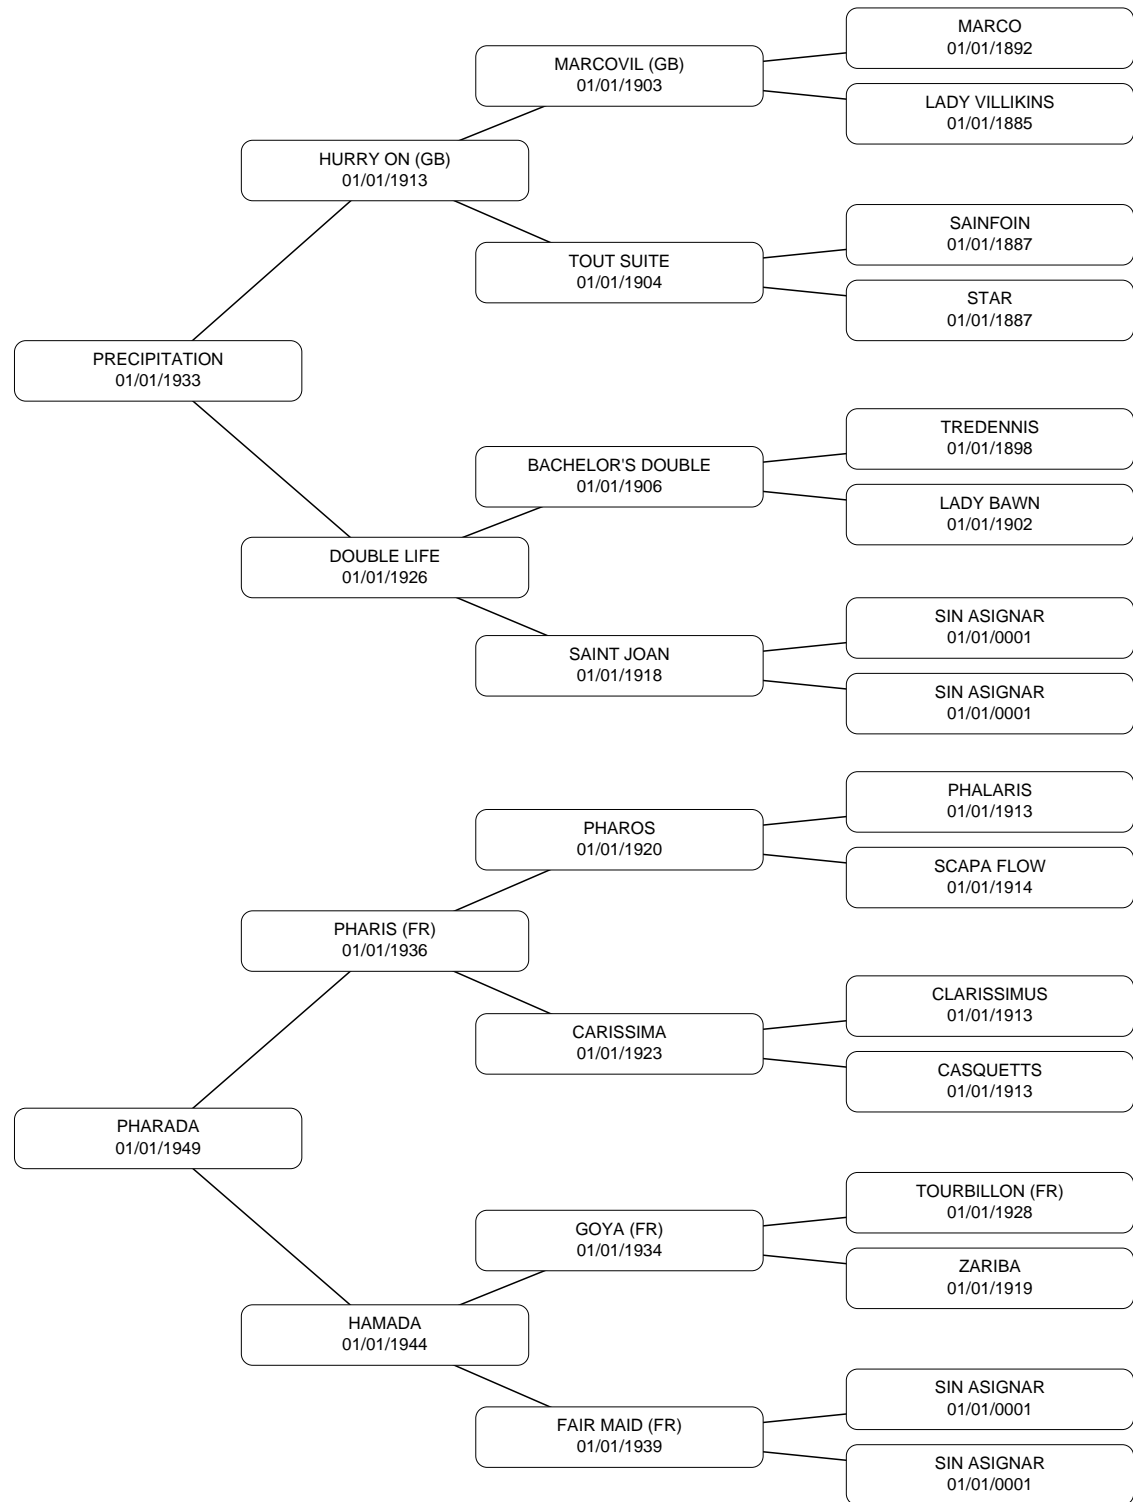 MARCO
01/01/1892
MARCOVIL (GB)
01/01/1903
LADY VILLIKINS
01/01/1885
HURRY ON (GB)
01/01/1913
SAINFOIN
01/01/1887
TOUT SUITE
01/01/1904
STAR
01/01/1887
PRECIPITATION
01/01/1933
TREDENNIS
01/01/1898
BACHELOR'S DOUBLE
01/01/1906
LADY BAWN
01/01/1902
DOUBLE LIFE
01/01/1926
SIN ASIGNAR
01/01/0001
SAINT JOAN
01/01/1918
SIN ASIGNAR
01/01/0001
PHALARIS
01/01/1913
PHAROS
01/01/1920
SCAPA FLOW
01/01/1914
PHARIS (FR)
01/01/1936
CLARISSIMUS
01/01/1913
CARISSIMA
01/01/1923
CASQUETTS
01/01/1913
PHARADA
01/01/1949
TOURBILLON (FR)
01/01/1928
GOYA (FR)
01/01/1934
ZARIBA
01/01/1919
HAMADA
01/01/1944
SIN ASIGNAR
01/01/0001
FAIR MAID (FR)
01/01/1939
SIN ASIGNAR
01/01/0001